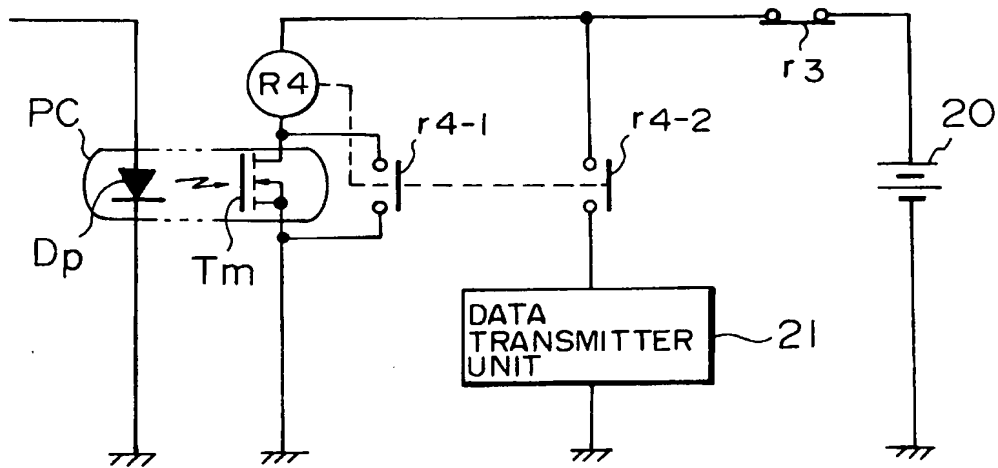 R4
r3
PC
r4-1
r4-2
20
Dp
Tm
DATA
TRANSMITTER
UNIT
21